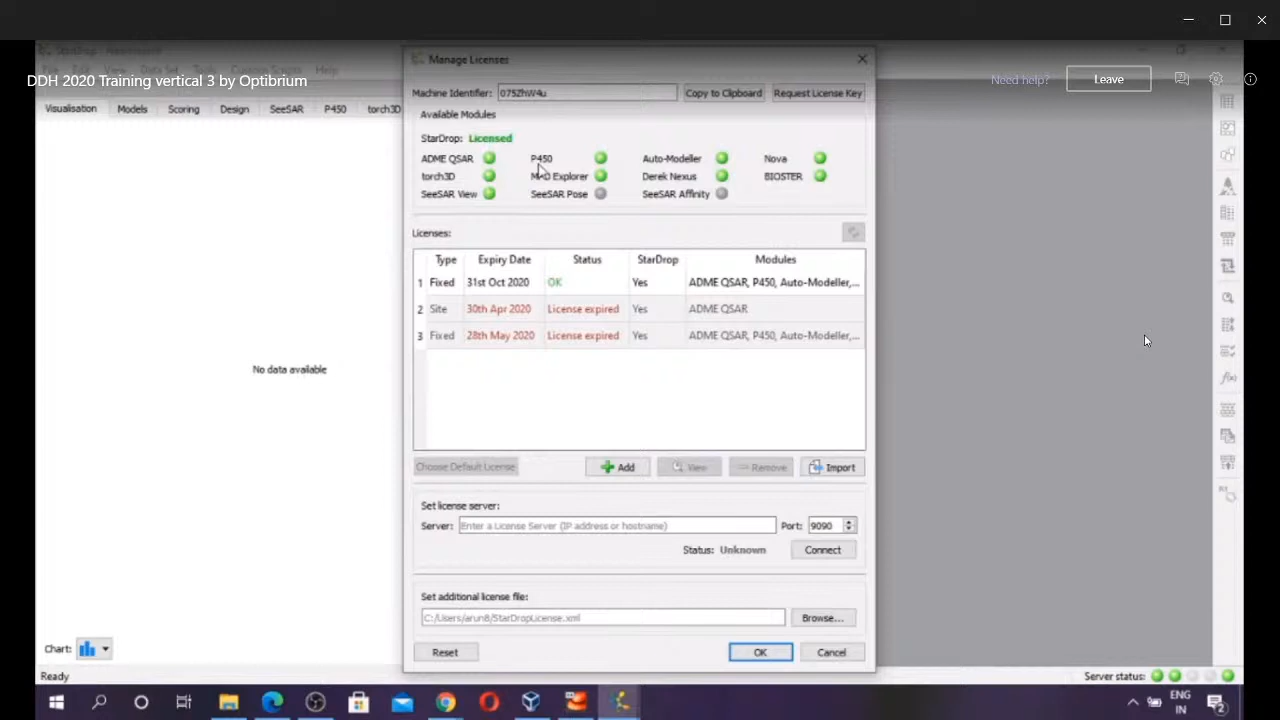 Manage Licenses
DDH 2020 Training vertical 3 by Optibrium
Need help?
Leave
Machine Identifier: 075ZhW4u
Copy to Clipboard
Request License Key
Visualisation Models Scoring Design SeeSAR P450 torch3D
Available Modules
StarDrop: Licensed
ADME QSAR P450 Auto-Modeller Nova
torch3D Explorer Derek Nexus BIOSTER
SeeSAR View SeeSAR Pose SeeSAR Affinity
Licenses:
Type Expiry Date Status StarDrop Modules
1 Fixed 31st Oct 2020 OK Yes ADME QSAR, P450, Auto-Modeller,...
2 Site 30th Apr 2020 License expired Yes ADME QSAR
3 Fixed 28th May 2020 License expired Yes ADME QSAR, P450, Auto-Modeller,...
No data available
Choose Default License Add View Remove Import
Set license server:
Server: Enter a License Server (IP address or hostname) Port: 9090
Status: Unknown Connect
Set additional license file:
C:/Users/arun8/StarDropLicense.xml Browse...
Chart:
Reset OK Cancel
Ready
Server status:
ENG
IN
2